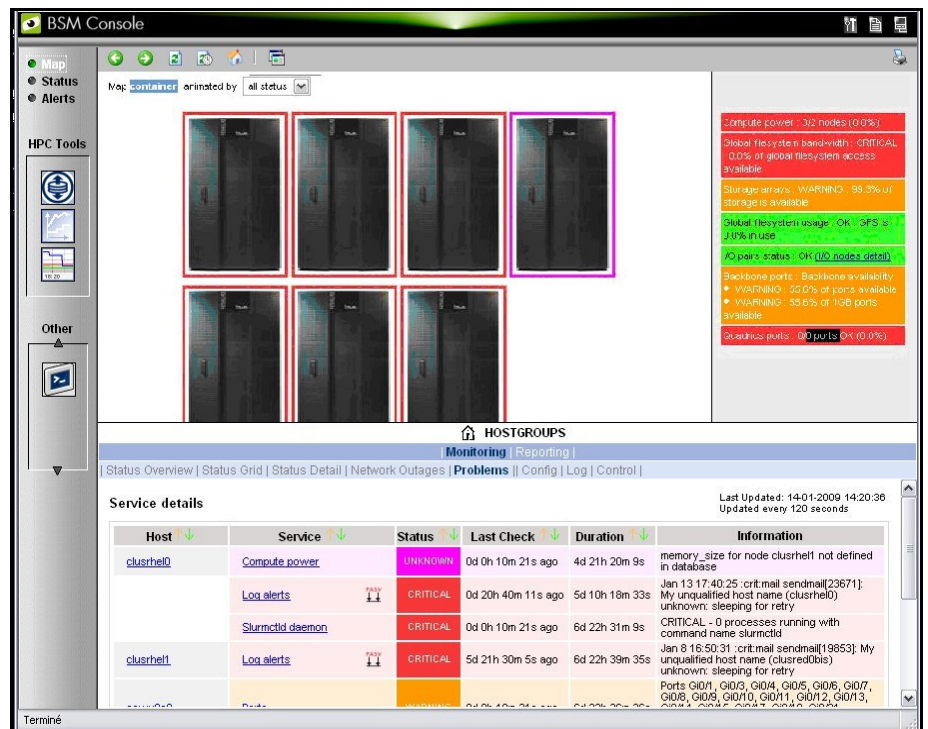 BSM Console
Map
Status
Alerts
HPC Tools
Other
Map container animated by all status
Compute power : 0/2 nodes (0.0%)
Global filesystem bandwidth : CRITICAL
0.0% of global filesystem access
available
Storage arrays : WARNING : 99.3% of
storage is available
Global filesystem usage : OK : GFS is
0.0% in use
I/O pairs status : OK (I/O nodes detail)
Backbone ports : Backbone availability
• WARNING : 55.0% of ports available
• WARNING : 55.6% of 1GB ports
available
Quadrics ports : 0/0 ports OK (0.0%)
HOSTGROUPS
| Monitoring | Reporting |
| Status Overview | Status Grid | Status Detail | Network Outages | Problems || Config | Log | Control |
Service details
Last Updated: 14-01-2009 14:20:36
Updated every 120 seconds
Host Service Status Last Check Duration Information
clusrhel0 Compute power UNKNOWN 0d 0h 10m 21s ago 4d 21h 20m 9s memory_size for node clusrhel1 not defined
in database
Log alerts PASV CRITICAL 0d 20h 40m 11s ago 5d 10h 18m 33s Jan 13 17:40:25 :crit:mail sendmail[23671]:
My unqualified host name (clusrhel0)
unknown: sleeping for retry
Slurmctld daemon CRITICAL 0d 0h 10m 21s ago 6d 22h 31m 9s CRITICAL - 0 processes running with
command name slurmctld
clusrhel1 Log alerts PASV CRITICAL 5d 21h 30m 5s ago 6d 22h 39m 35s Jan 8 16:50:31 :crit:mail sendmail[19853]: My
unqualified host name (clusred0bis)
unknown: sleeping for retry
Ports WARNING Ports Gi0/1, Gi0/3, Gi0/4, Gi0/5, Gi0/6, Gi0/7,
Gi0/8, Gi0/9, Gi0/10, Gi0/11, Gi0/12, Gi0/13,
Terminé